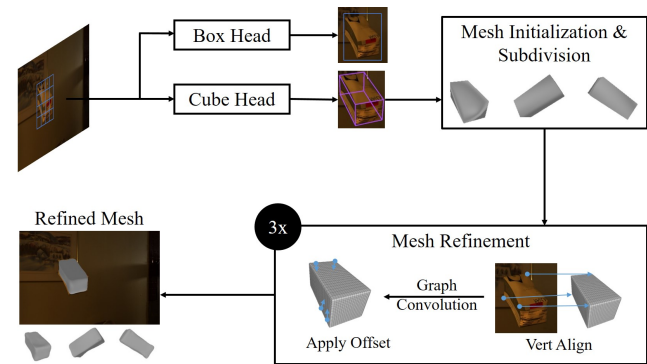 Box Head
Cube Head
Mesh Initialization &
Subdivision
Refined Mesh
3x
Mesh Refinement
Graph
Convolution
Apply Offset
Vert Align